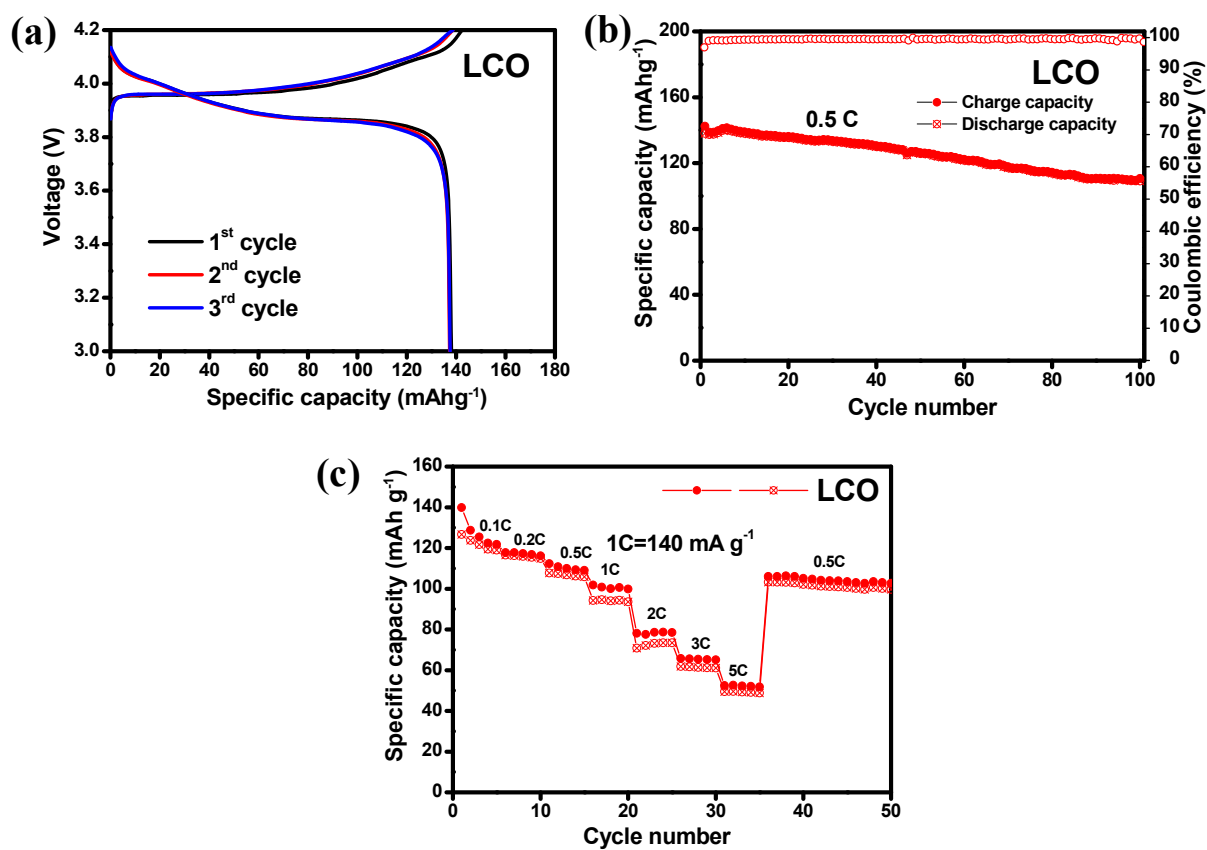 (a)
LCO
4.2
4.0
3.8
3.6
3.4
3.2
3.0
Voltage (V)
1st cycle
2nd cycle
3rd cycle
0 20 40 60 80 100 120 140 160 180
Specific capacity (mAhg-1)
(b)
LCO
200
160
120
80
40
0
Specific capacity (mAhg-1)
Charge capacity
Discharge capacity
0.5 C
100
90
80
70
60
50
40
30
20
10
0
Coulombic efficiency (%)
0 20 40 60 80 100
Cycle number
(c)
LCO
160
140
120
100
80
60
40
20
0
Specific capacity (mAh g-1)
1C=140 mA g-1
0.1C
0.2C
0.5C
1C
2C
3C
5C
0.5C
0 10 20 30 40 50
Cycle number